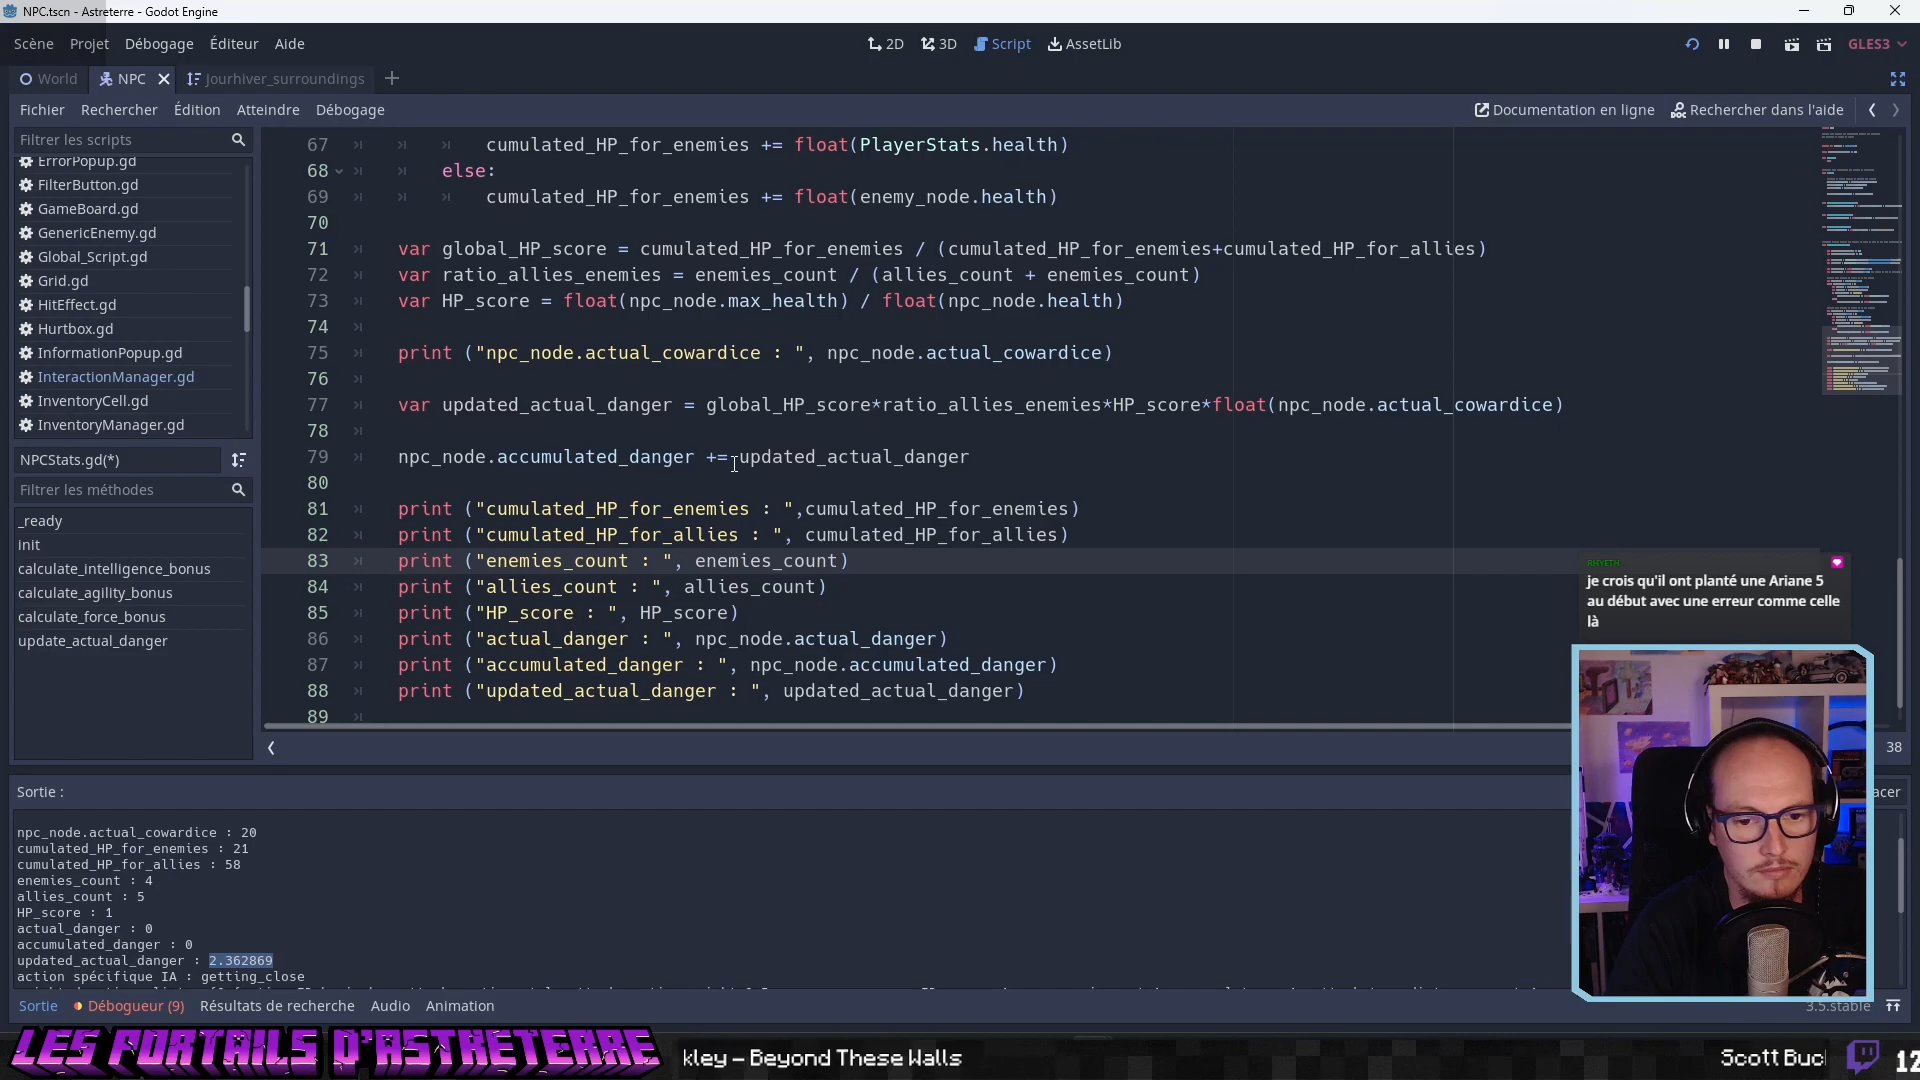 NPC.tscn - Astreterre - Godot Engine
Scène Projet Débogage Éditeur Aide
2D 3D Script AssetLib
GLES3
World NPC Jourhiver_surroundings
Fichier Rechercher Édition Atteindre Débogage
Documentation en ligne Rechercher dans l'aide
Filtrer les scripts
ErrorPopup.gd
FilterButton.gd
GameBoard.gd
GenericEnemy.gd
Global_Script.gd
Grid.gd
HitEffect.gd
Hurtbox.gd
InformationPopup.gd
InteractionManager.gd
InventoryCell.gd
InventoryManager.gd
NPCStats.gd(*)
Filtrer les méthodes
_ready
init
calculate_intelligence_bonus
calculate_agility_bonus
calculate_force_bonus
update_actual_danger
67 cumulated_HP_for_enemies += float(PlayerStats.health)
68 else:
69 cumulated_HP_for_enemies += float(enemy_node.health)
70
71 var global_HP_score = cumulated_HP_for_enemies / (cumulated_HP_for_enemies+cumulated_HP_for_allies)
72 var ratio_allies_enemies = enemies_count / (allies_count + enemies_count)
73 var HP_score = float(npc_node.max_health) / float(npc_node.health)
74
75 print ("npc_node.actual_cowardice : ", npc_node.actual_cowardice)
76
77 var updated_actual_danger = global_HP_score*ratio_allies_enemies*HP_score*float(npc_node.actual_cowardice)
78
79 npc_node.accumulated_danger += updated_actual_danger
80
81 print ("cumulated_HP_for_enemies : ",cumulated_HP_for_enemies)
82 print ("cumulated_HP_for_allies : ", cumulated_HP_for_allies)
83 print ("enemies_count : ", enemies_count)
84 print ("allies_count : ", allies_count)
85 print ("HP_score : ", HP_score)
86 print ("actual_danger : ", npc_node.actual_danger)
87 print ("accumulated_danger : ", npc_node.accumulated_danger)
88 print ("updated_actual_danger : ", updated_actual_danger)
89
38
RHYETH
je crois qu'il ont planté une Ariane 5
au début avec une erreur comme celle
là
Sortie :
acer
npc_node.actual_cowardice : 20
cumulated_HP_for_enemies : 21
cumulated_HP_for_allies : 58
enemies_count : 4
allies_count : 5
HP_score : 1
actual_danger : 0
accumulated_danger : 0
updated_actual_danger : 2.362869
action spécifique IA : getting_close
Sortie Débogueur (9) Résultats de recherche Audio Animation
3.5.stable
LES PORTAILS D'ASTRETERRE
kley – Beyond These Walls
Scott Buc
12